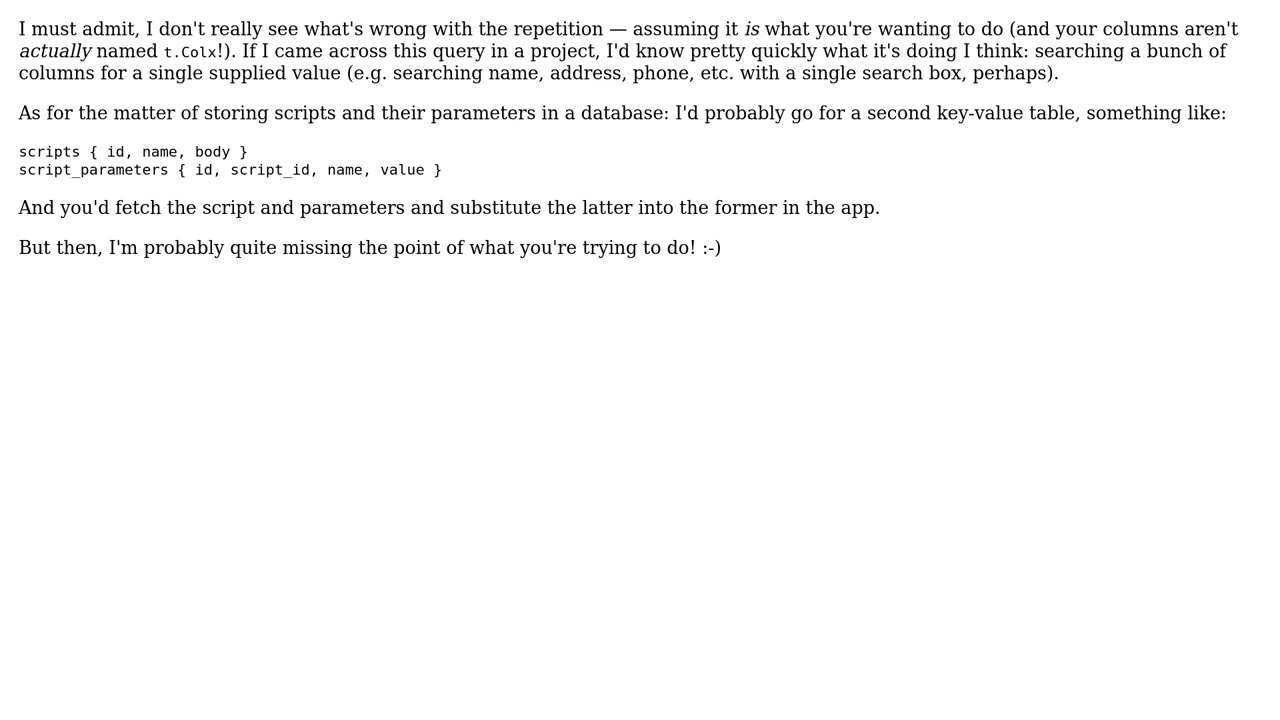 I must admit, I don't really see what's wrong with the repetition — assuming it is what you're wanting to do (and your columns aren't
actually named t.Colx!). If I came across this query in a project, I'd know pretty quickly what it's doing I think: searching a bunch of
columns for a single supplied value (e.g. searching name, address, phone, etc. with a single search box, perhaps).
As for the matter of storing scripts and their parameters in a database: I'd probably go for a second key-value table, something like:
scripts { id, name, body }
script_parameters { id, script_id, name, value }
And you'd fetch the script and parameters and substitute the latter into the former in the app.
But then, I'm probably quite missing the point of what you're trying to do! :-)